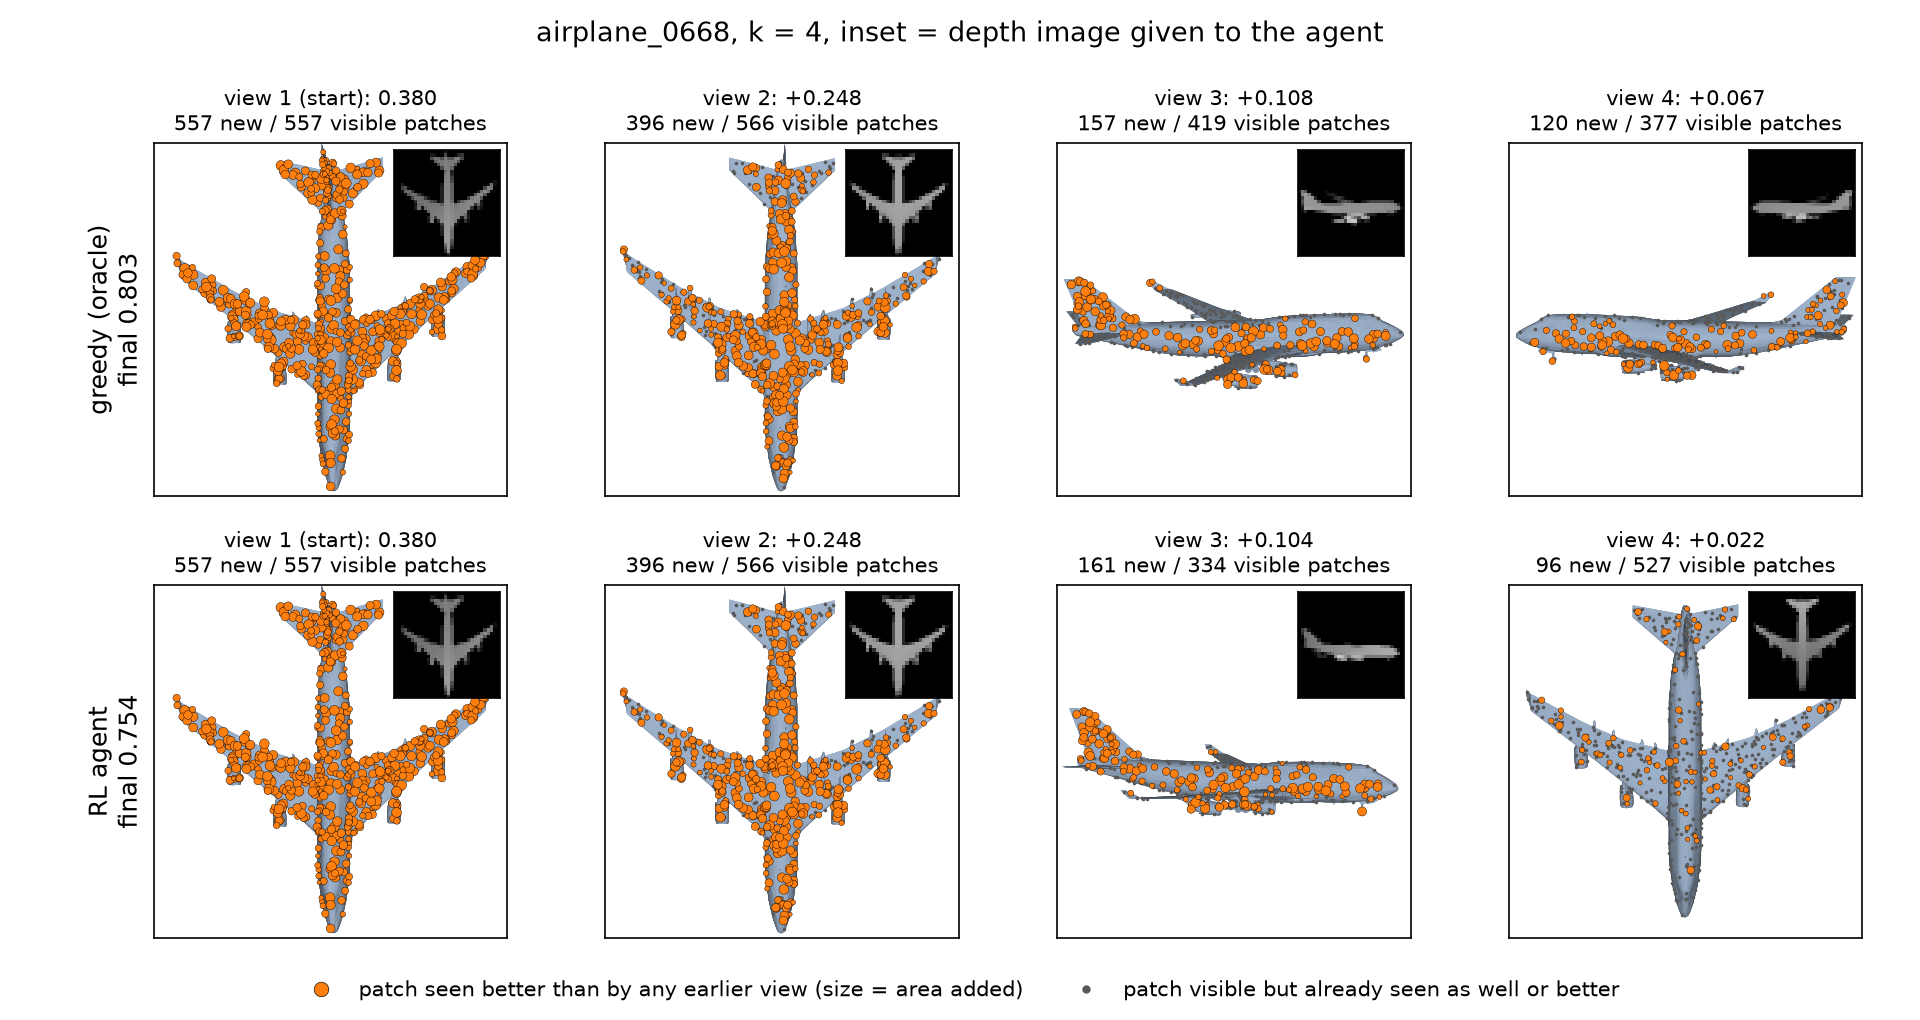 airplane_0668, k = 4, inset = depth image given to the agent
view 1 (start): 0.380
557 new / 557 visible patches
view 2: +0.248
396 new / 566 visible patches
view 3: +0.108
157 new / 419 visible patches
view 4: +0.067
120 new / 377 visible patches
greedy (oracle)
final 0.803
view 1 (start): 0.380
557 new / 557 visible patches
view 2: +0.248
396 new / 566 visible patches
view 3: +0.104
161 new / 334 visible patches
view 4: +0.022
96 new / 527 visible patches
RL agent
final 0.754
patch seen better than by any earlier view (size = area added)
patch visible but already seen as well or better